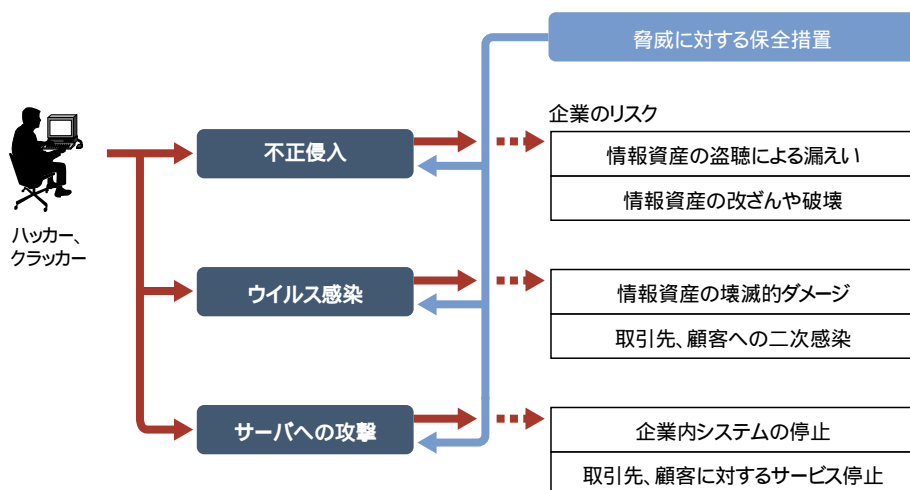 脅威に対する保全措置
企業のリスク
不正侵入
情報資産の盗聴による漏えい
情報資産の改ざんや破壊
ハッカー、
クラッカー
ウイルス感染
情報資産の壊滅的ダメージ
取引先、顧客への二次感染
サーバへの攻撃
企業内システムの停止
取引先、顧客に対するサービス停止